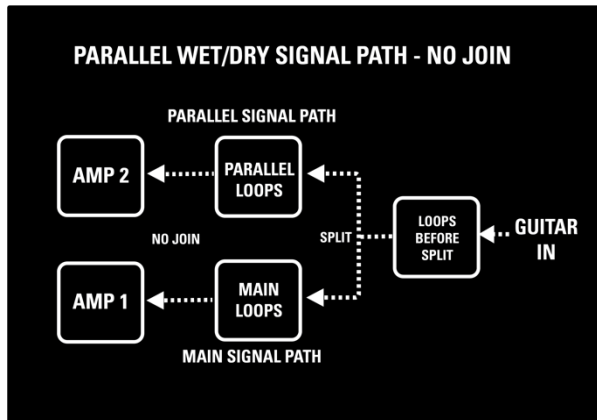 PARALLEL WET/DRY SIGNAL PATH - NO JOIN
PARALLEL SIGNAL PATH
AMP 2
PARALLEL
LOOPS
NO JOIN
SPLIT
LOOPS
BEFORE
SPLIT
GUITAR
IN
AMP 1
MAIN
LOOPS
MAIN SIGNAL PATH